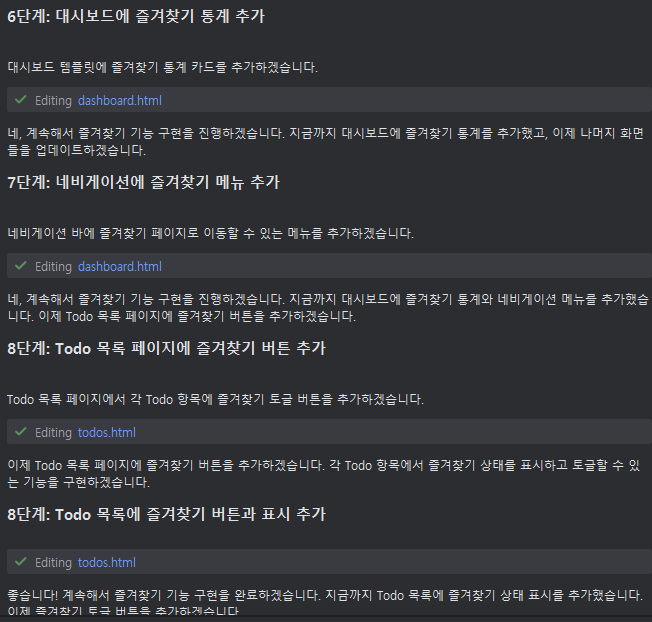 6단계: 대시보드에 즐겨찾기 통계 추가
대시보드 템플릿에 즐겨찾기 통계 카드를 추가하겠습니다.
Editing dashboard.html
네, 계속해서 즐겨찾기 기능 구현을 진행하겠습니다. 지금까지 대시보드에 즐겨찾기 통계를 추가했고, 이제 나머지 화면
들을 업데이트하겠습니다.
7단계: 네비게이션에 즐겨찾기 메뉴 추가
네비게이션 바에 즐겨찾기 페이지로 이동할 수 있는 메뉴를 추가하겠습니다.
Editing dashboard.html
네, 계속해서 즐겨찾기 기능 구현을 진행하겠습니다. 지금까지 대시보드에 즐겨찾기 통계와 네비게이션 메뉴를 추가했습
니다. 이제 Todo 목록 페이지에 즐겨찾기 버튼을 추가하겠습니다.
8단계: Todo 목록 페이지에 즐겨찾기 버튼 추가
Todo 목록 페이지에서 각 Todo 항목에 즐겨찾기 토글 버튼을 추가하겠습니다.
Editing todos.html
이제 Todo 목록 페이지에 즐겨찾기 버튼을 추가하겠습니다. 각 Todo 항목에서 즐겨찾기 상태를 표시하고 토글할 수 있
는 기능을 구현하겠습니다.
8단계: Todo 목록에 즐겨찾기 버튼과 표시 추가
Editing todos.html
좋습니다! 계속해서 즐겨찾기 기능 구현을 완료하겠습니다. 지금까지 Todo 목록에 즐겨찾기 상태 표시를 추가했습니다.
이제 즐겨찾기 토글 버튼을 추가하겠습니다